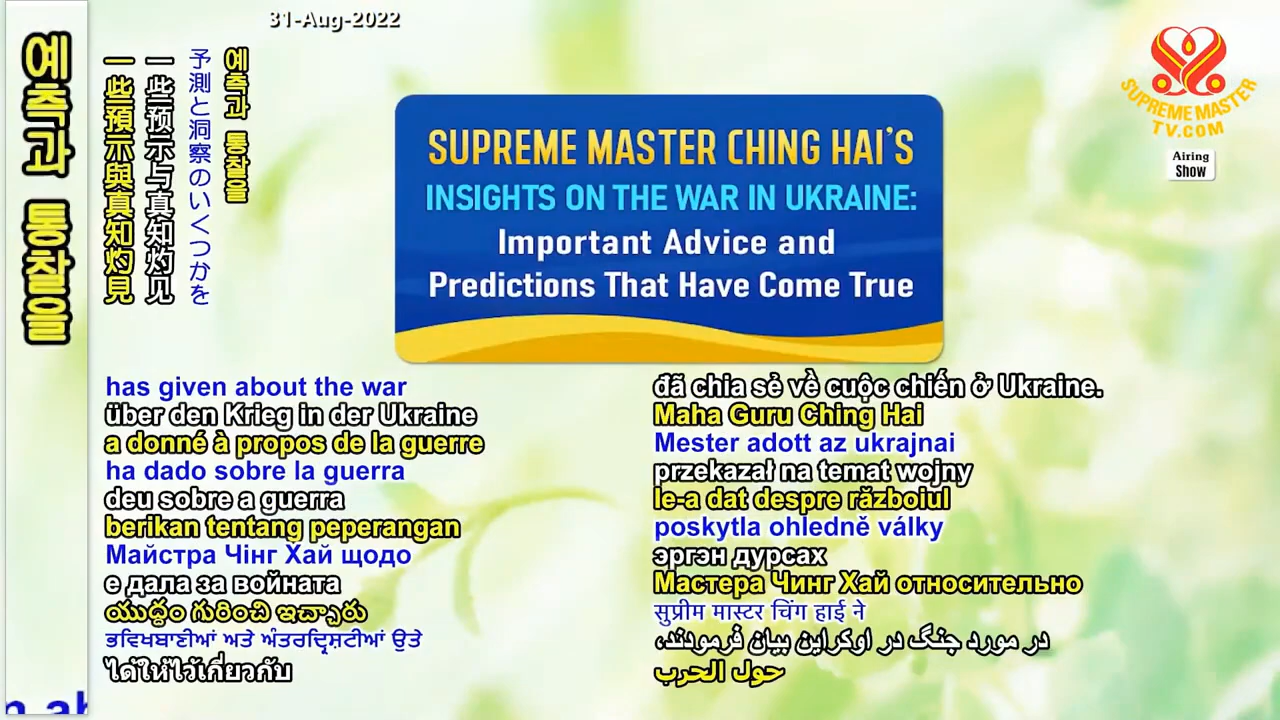 31-Aug-2022
예측과 통찰을
一些預示與真知灼見
一些预示与真知灼见
予測と洞察のいくつかを
예측과 통찰을
SUPREME MASTER CHING HAI'S
INSIGHTS ON THE WAR IN UKRAINE:
Important Advice and
Predictions That Have Come True
SUPREME MASTER
TV.COM
Airing
Show
has given about the war
über den Krieg in der Ukraine
a donné à propos de la guerre
ha dado sobre la guerra
deu sobre a guerra
berikan tentang peperangan
Майстра Чінг Хай щодо
е дала за войната
యుద్ధం గురించి ఇచ్చారు
ਭਵਿਖਬਾਣੀਆਂ ਅਤੇ ਅੰਤਰਦ੍ਰਿਸ਼ਟੀਆਂ ਉਤੇ
ได้ให้ไว้เกี่ยวกับ
đã chia sẻ về cuộc chiến ở Ukraine.
Maha Guru Ching Hai
Mester adott az ukrajnai
przekazał na temat wojny
le-a dat despre războiul
poskytla ohledně války
эргэн дурсах
Мастера Чинг Хай относительно
सुप्रीम मास्टर चिंग हाई ने
در مورد جنگ در اوکراین بیان فرمودند،
حول الحرب